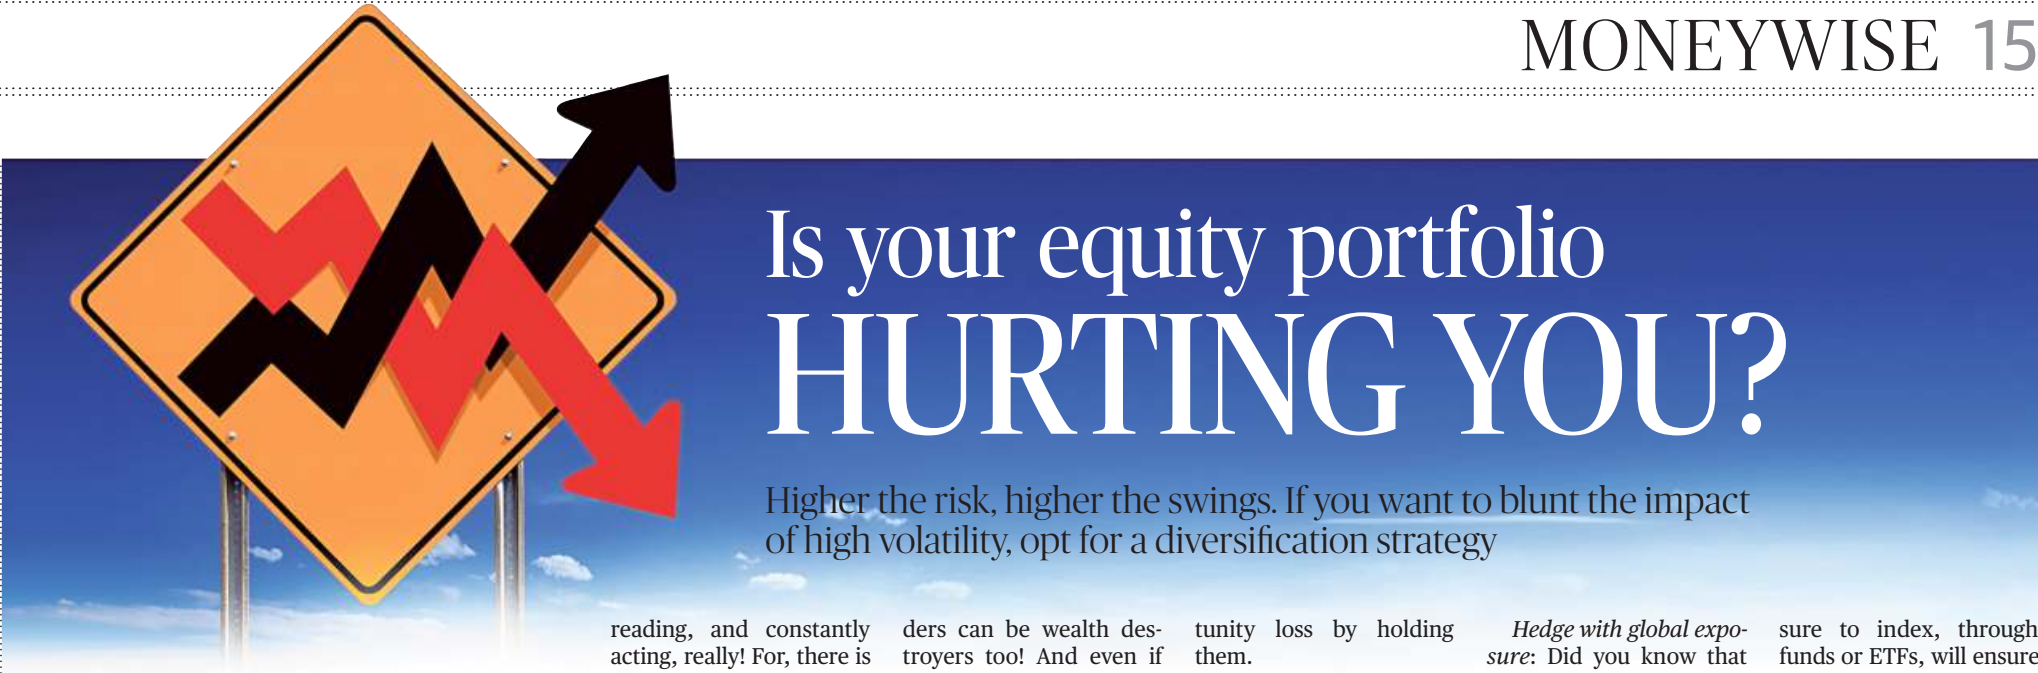 MONEYWISE 15
Is your equity portfolio
HURTING YOU?
Higher the risk, higher the swings. If you want to blunt the impact
of high volatility, opt for a diversification strategy
reading, and constantly
acting, really! For, there is
ders can be wealth des-
troyers too! And even if
tunity loss by holding
them.
Hedge with global expo-
sure: Did you know that
sure to index, through
funds or ETFs, will ensure